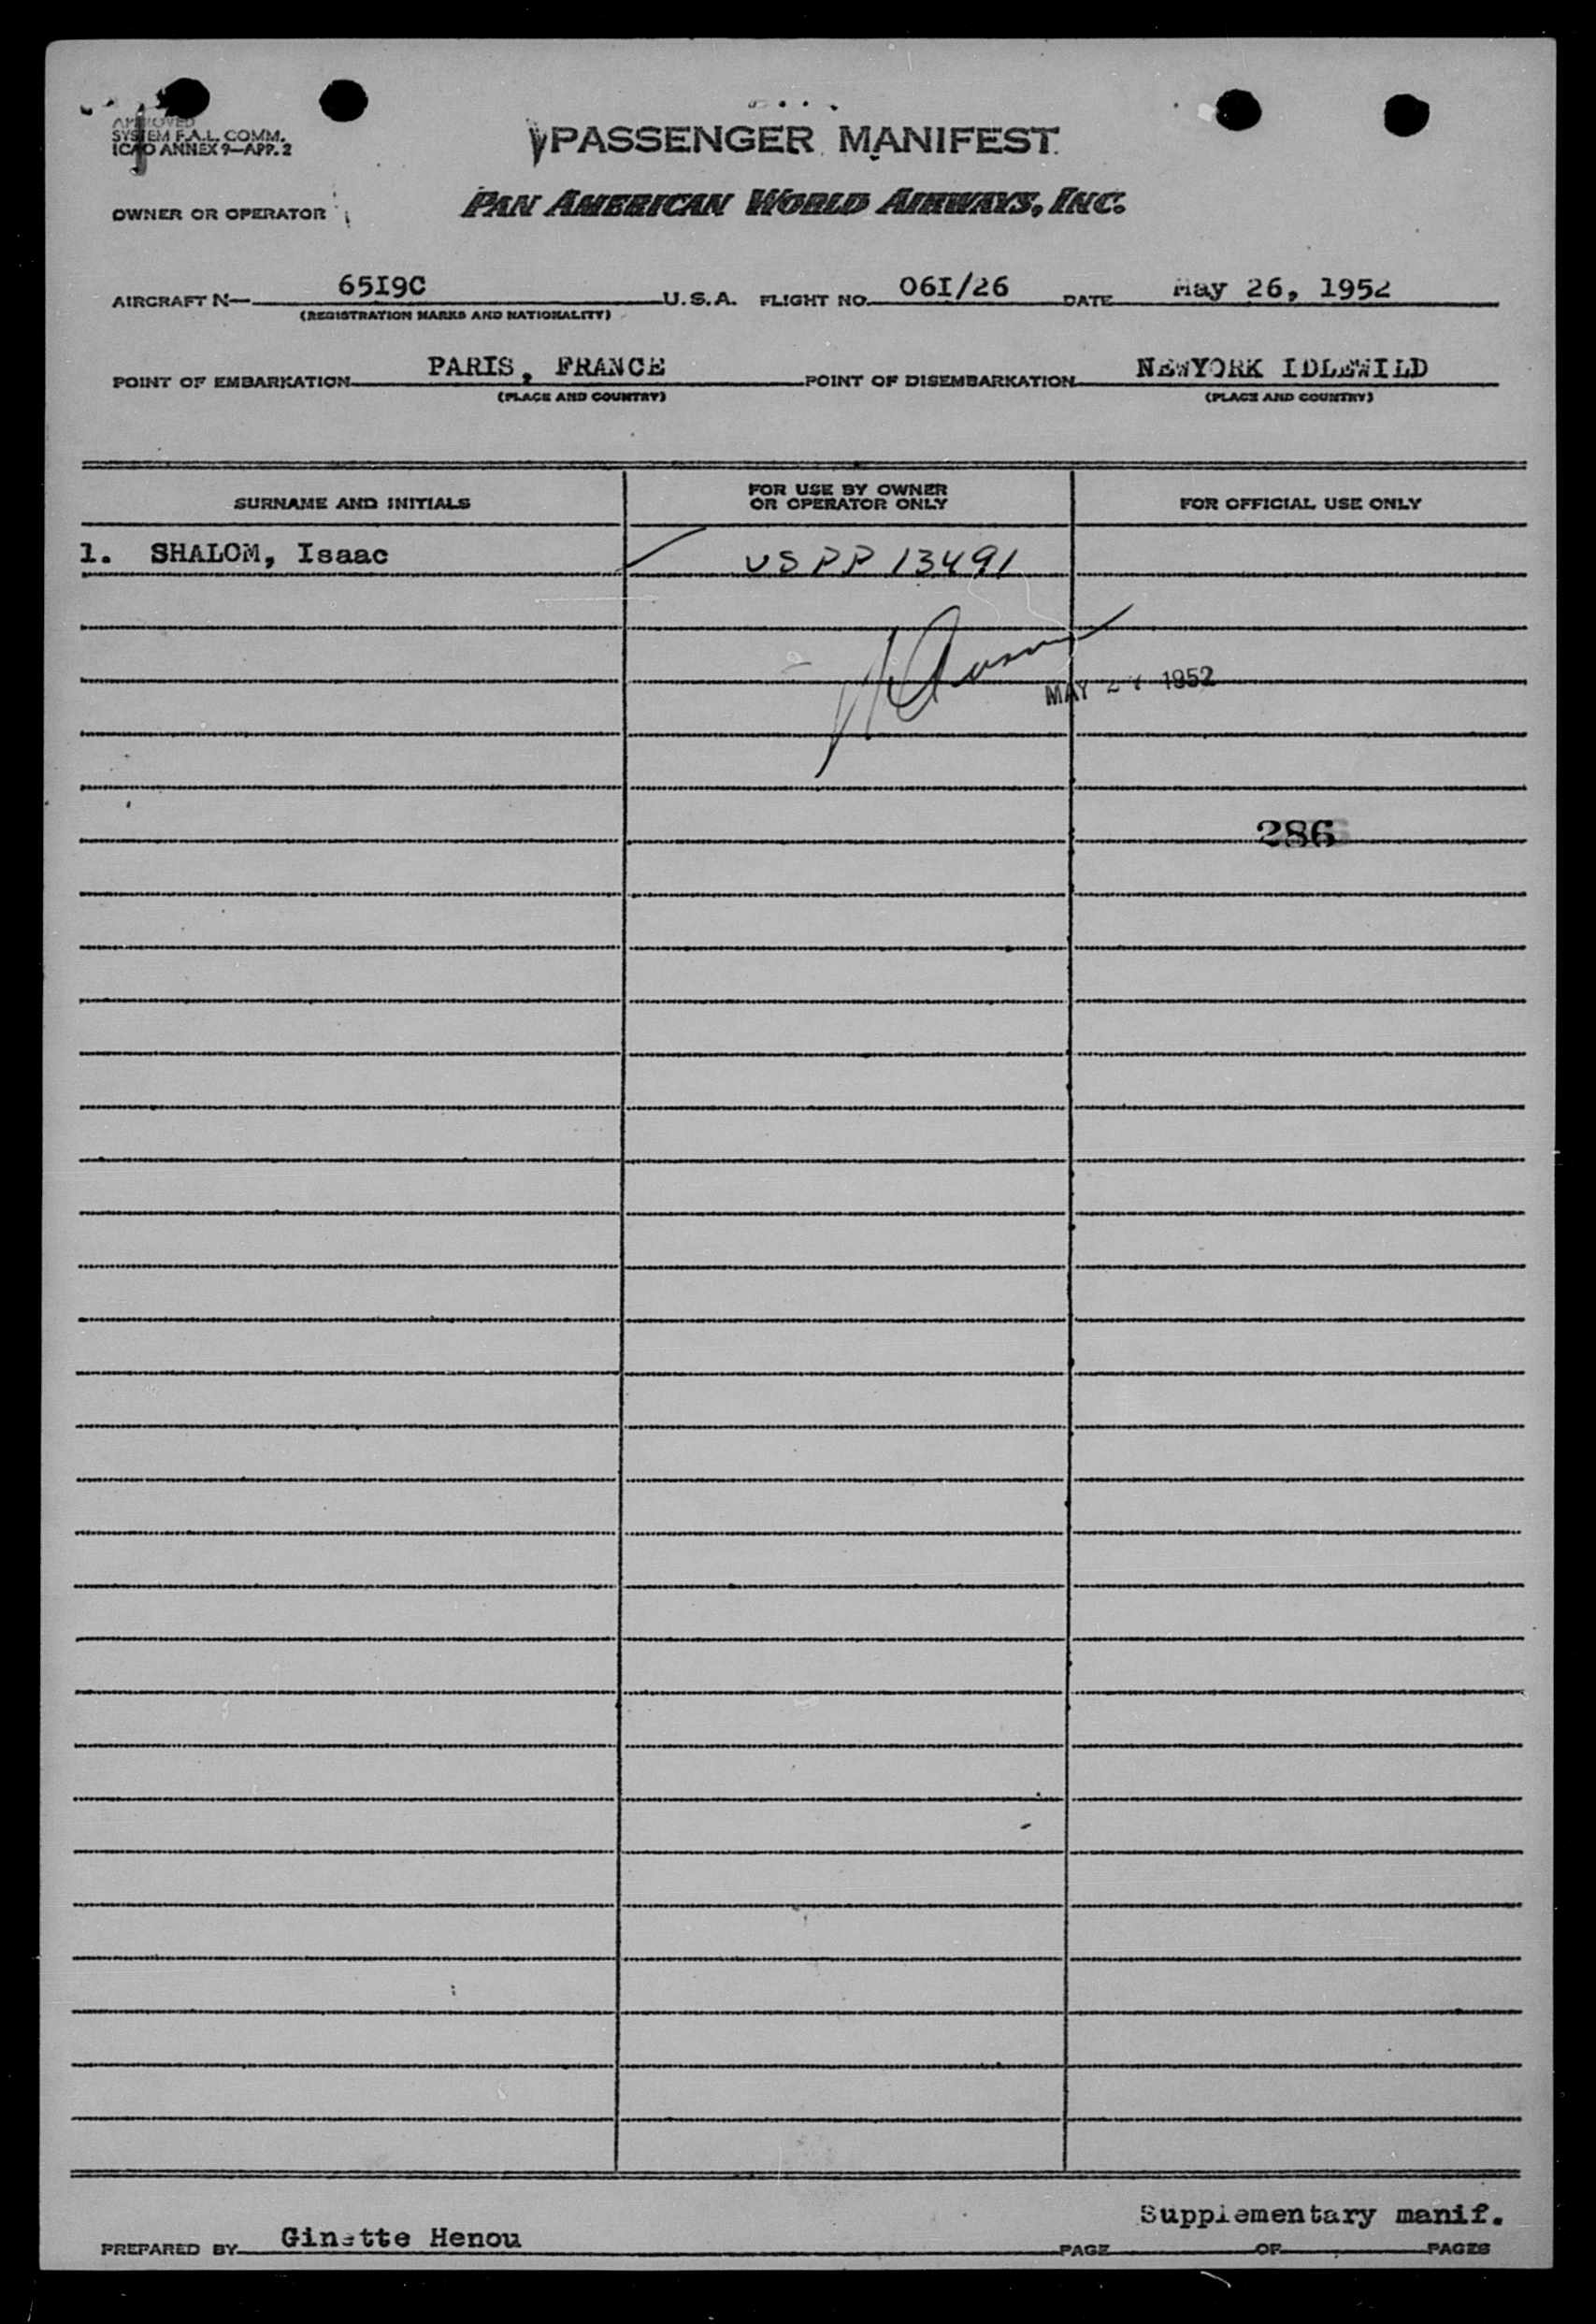 APPROVED
SYSTEM F.A.L. COMM.
ICAO ANNEX 9—APP. 2
PASSENGER MANIFEST
OWNER OR OPERATOR
PAN AMERICAN WORLD AIRWAYS, INC.
AIRCRAFT N— 65I9C U.S.A. FLIGHT NO. 06I/26 DATE May 26, 1952
(REGISTRATION MARKS AND NATIONALITY)
POINT OF EMBARKATION PARIS, FRANCE POINT OF DISEMBARKATION NEWYORK IDLEWILD
(PLACE AND COUNTRY) (PLACE AND COUNTRY)
SURNAME AND INITIALS FOR USE BY OWNER OR OPERATOR ONLY FOR OFFICIAL USE ONLY
1. SHALOM, Isaac USPP 13491
MAY 27 1952
286
Supplementary manif.
PREPARED BY Ginette Henou PAGE OF PAGES